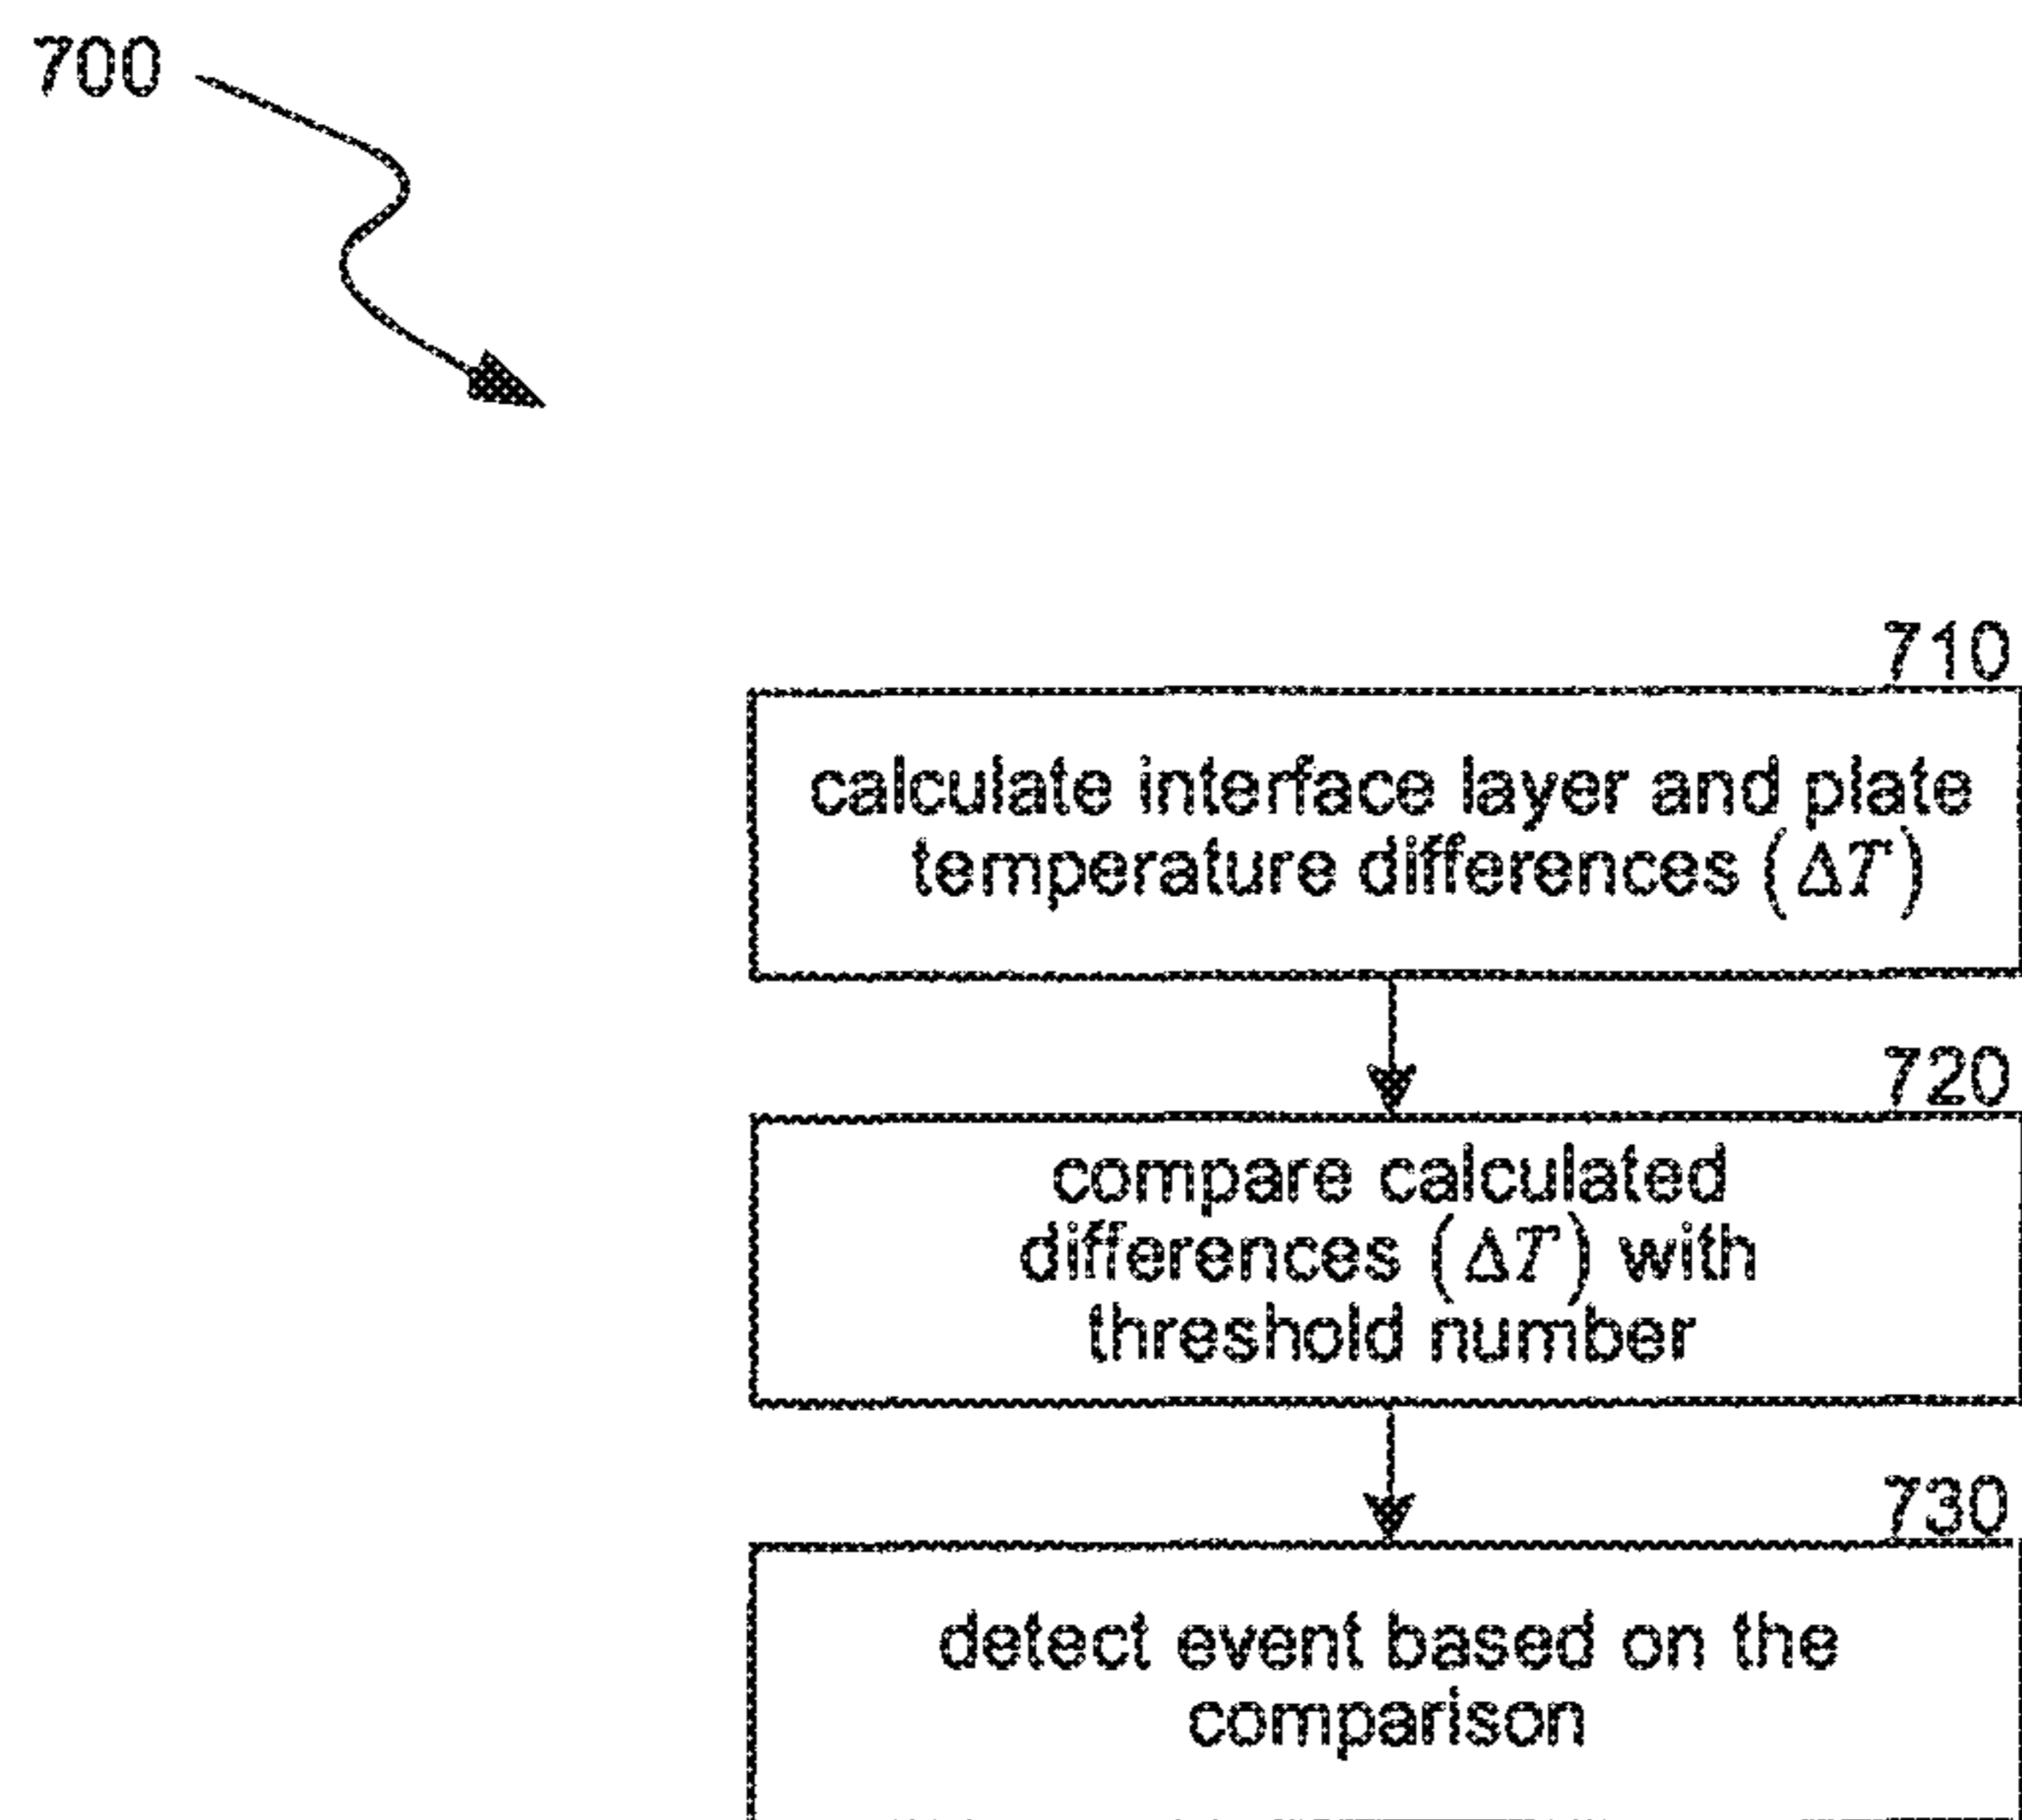 700
710
calculate interface layer and plate
temperature differences (ΔT)
720
compare calculated
differences (ΔT) with
threshold number
730
detect event based on the
comparison